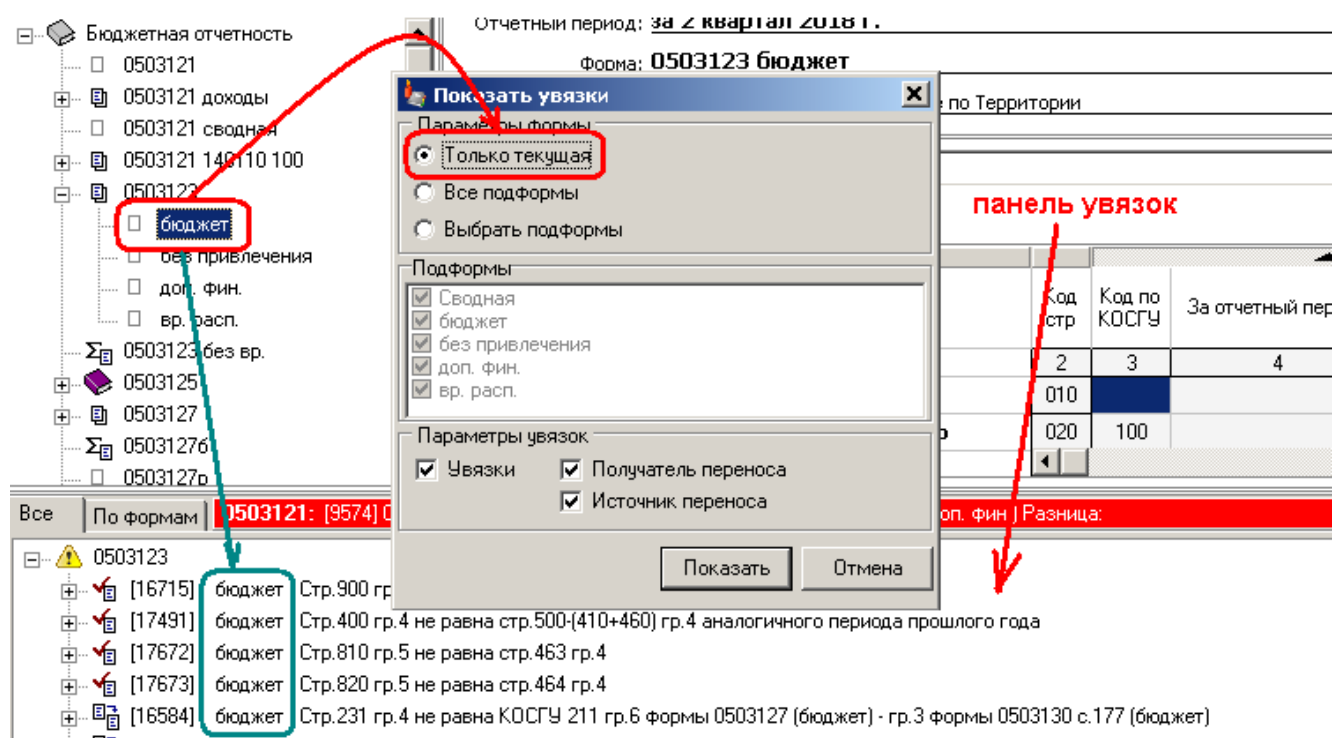 Отчетный период: за 2 квартал 2018 г.
Форма: 0503123 бюджет
е по Территории
Бюджетная отчетность
0503121
0503121 доходы
0503121 сводная
0503121 140110 100
0503123
бюджет
без привлечения
доп. фин.
вр. расп.
0503123 без вр.
0503125
0503127
0503127б
0503127р
Показать увязки
Параметры формы
Только текущая
Все подформы
Выбрать подформы
Подформы
Сводная
бюджет
без привлечения
доп. фин.
вр. расп.
Параметры увязок
Увязки
Получатель переноса
Источник переноса
Показать
Отмена
панель увязок
Код стр
Код по КОСГУ
За отчетный пер
2 3 4
010
020 100
Все
По формам
0503121: [9574]
оп. фин ) Разница:
0503123
[16715] бюджет Стр.900 гр
[17491] бюджет Стр.400 гр.4 не равна стр.500-(410+460) гр.4 аналогичного периода прошлого года
[17672] бюджет Стр.810 гр.5 не равна стр.463 гр.4
[17673] бюджет Стр.820 гр.5 не равна стр.464 гр.4
[16584] бюджет Стр.231 гр.4 не равна КОСГУ 211 гр.6 формы 0503127 (бюджет) - гр.3 формы 0503130 с.177 (бюджет)